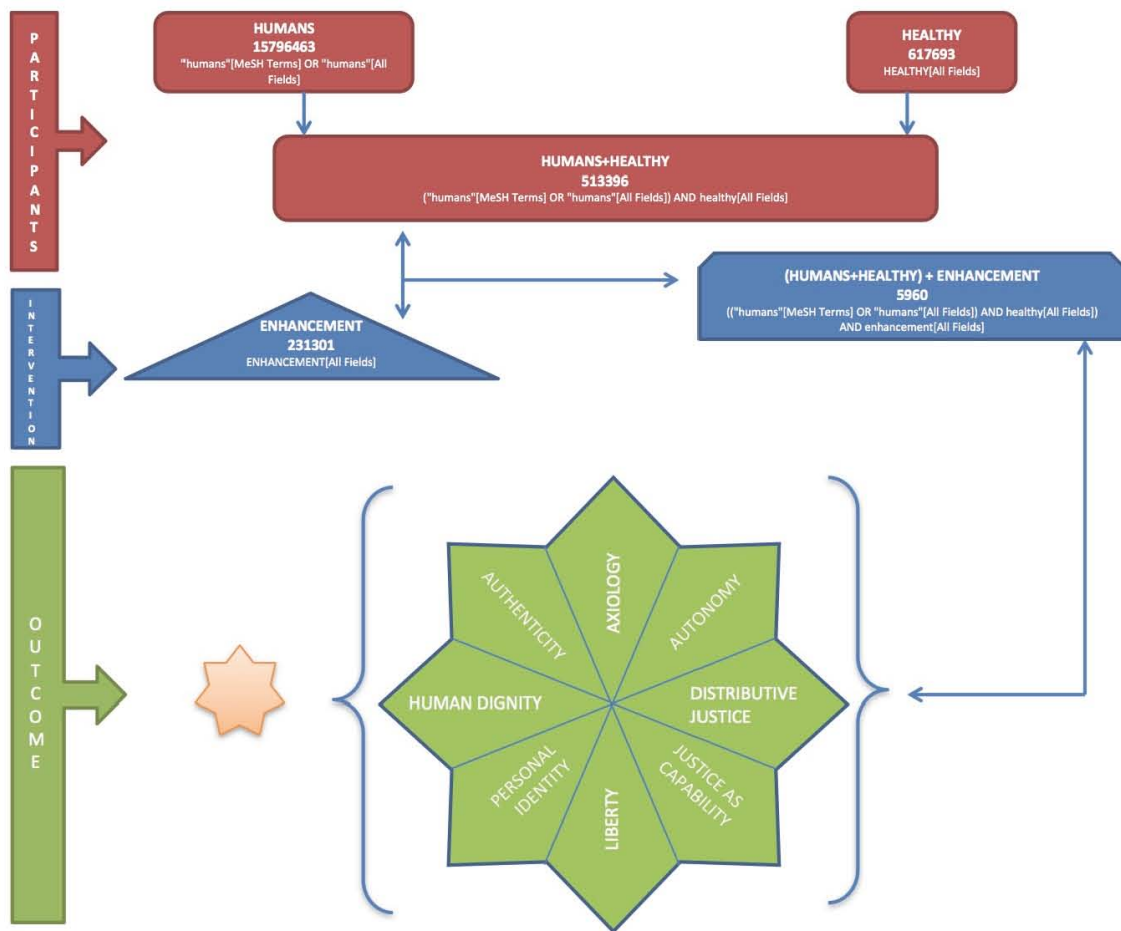 PARTICIPANTS
HUMANS
15796463
"humans"[MeSH Terms] OR "humans"[All
Fields]
HEALTHY
617693
HEALTHY[All Fields]
HUMANS+HEALTHY
513396
("humans"[MeSH Terms] OR "humans"[All Fields]) AND healthy[All Fields]
INTERVENTION
ENHANCEMENT
231301
ENHANCEMENT[All Fields]
(HUMANS+HEALTHY) + ENHANCEMENT
5960
(("humans"[MeSH Terms] OR "humans"[All Fields]) AND healthy[All Fields])
AND enhancement[All Fields]
OUTCOME
AXIOLOGY
AUTHENTICITY
AUTONOMY
HUMAN DIGNITY
DISTRIBUTIVE
JUSTICE
PERSONAL
IDENTITY
LIBERTY
JUSTICE AS
CAPABILITY